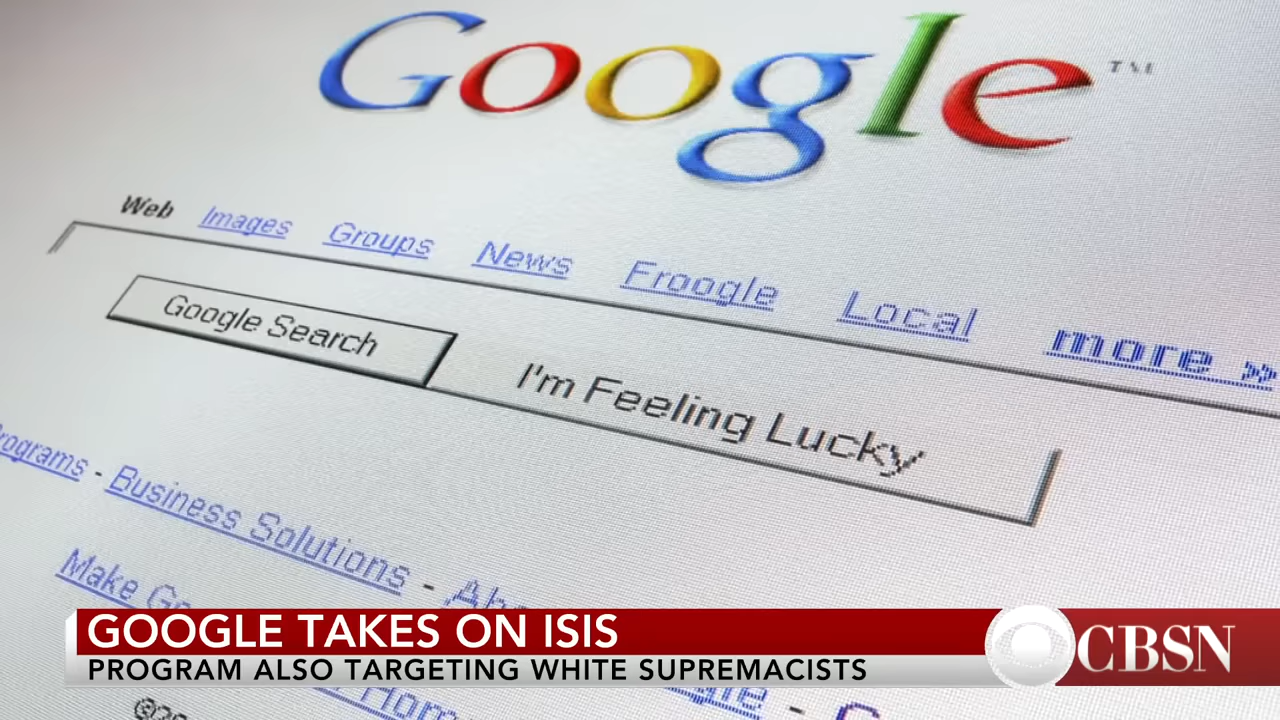 Google™
Web Images Groups News Froogle Local more »
Google Search I'm Feeling Lucky
Business Solutions -
Make
GOOGLE TAKES ON ISIS
PROGRAM ALSO TARGETING WHITE SUPREMACISTS
CBSN